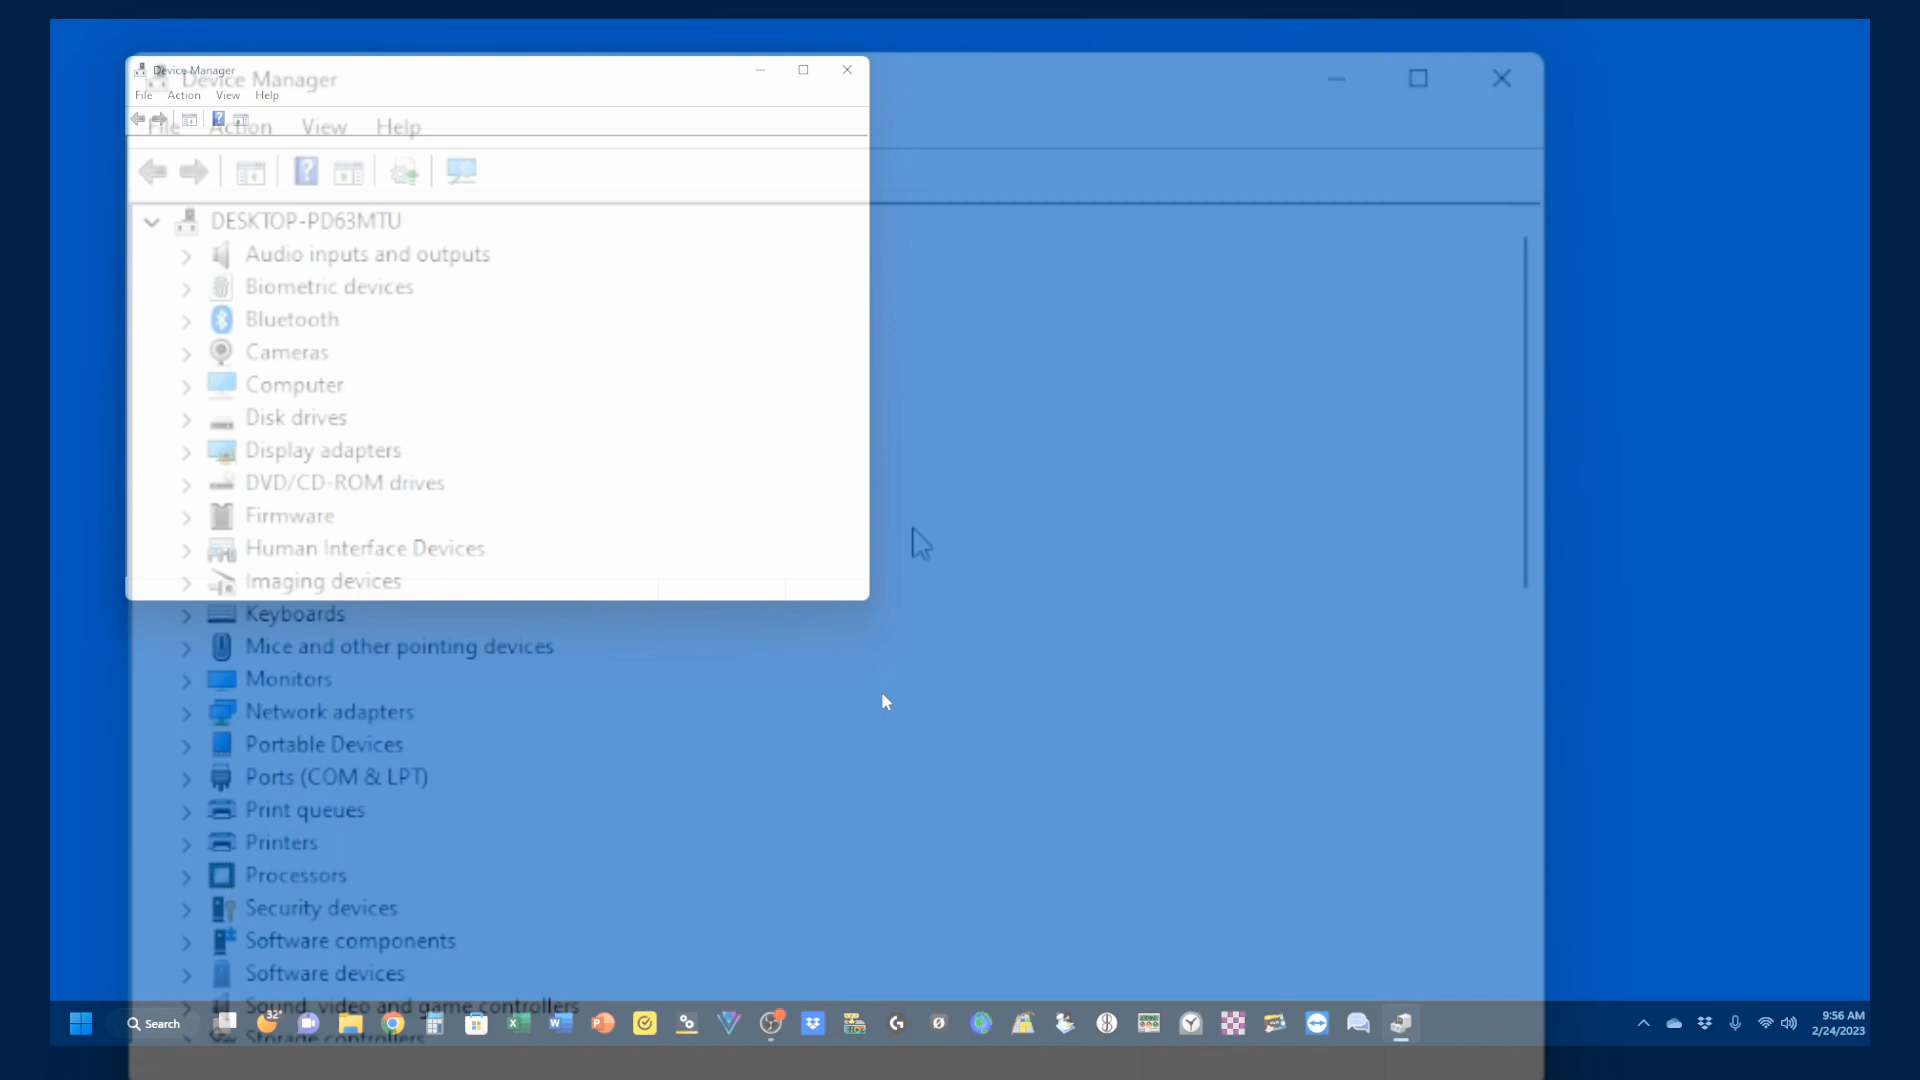 Device Manager
File Action View Help
Device Manager
File Action View Help
DESKTOP-PD63MTU
Audio inputs and outputs
Biometric devices
Bluetooth
Cameras
Computer
Disk drives
Display adapters
DVD/CD-ROM drives
Firmware
Human Interface Devices
Imaging devices
Keyboards
Mice and other pointing devices
Monitors
Network adapters
Portable Devices
Ports (COM & LPT)
Print queues
Printers
Processors
Security devices
Software components
Software devices
Sound, video and game controllers
Storage controllers
Search
32°
9:56 AM
2/24/2023